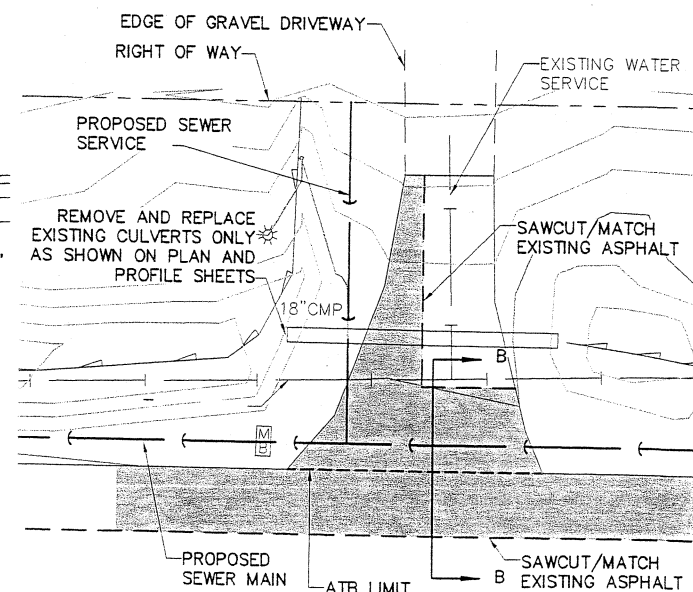 EDGE OF GRAVEL DRIVEWAY
RIGHT OF WAY
EXISTING WATER
SERVICE
PROPOSED SEWER
SERVICE
REMOVE AND REPLACE
EXISTING CULVERTS ONLY
AS SHOWN ON PLAN AND
PROFILE SHEETS
SAWCUT/MATCH
EXISTING ASPHALT
18"CMP
B
M
B
PROPOSED
SEWER MAIN
ATB LIMIT
B
SAWCUT/MATCH
EXISTING ASPHALT